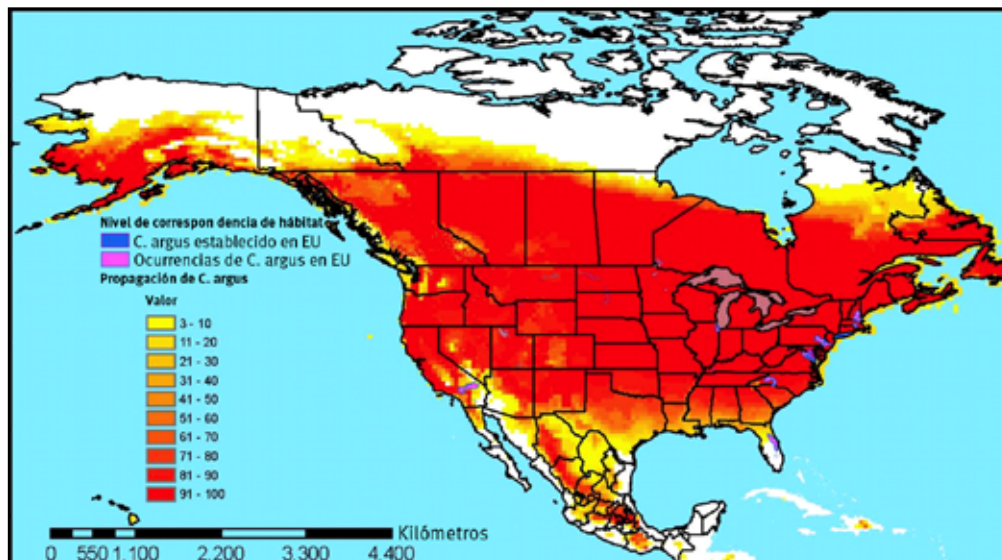 Nivel de correspon dencia de hábitat
C. argus establecido en EU
Ocurrencias de C. argus en EU
Propagación de C. argus
Valor
3 - 10
11 - 20
21 - 30
31 - 40
41 - 50
51 - 60
61 - 70
71 - 80
81 - 90
91 - 100
Kilómetros
0 550 1.100 2.200 3.300 4.400